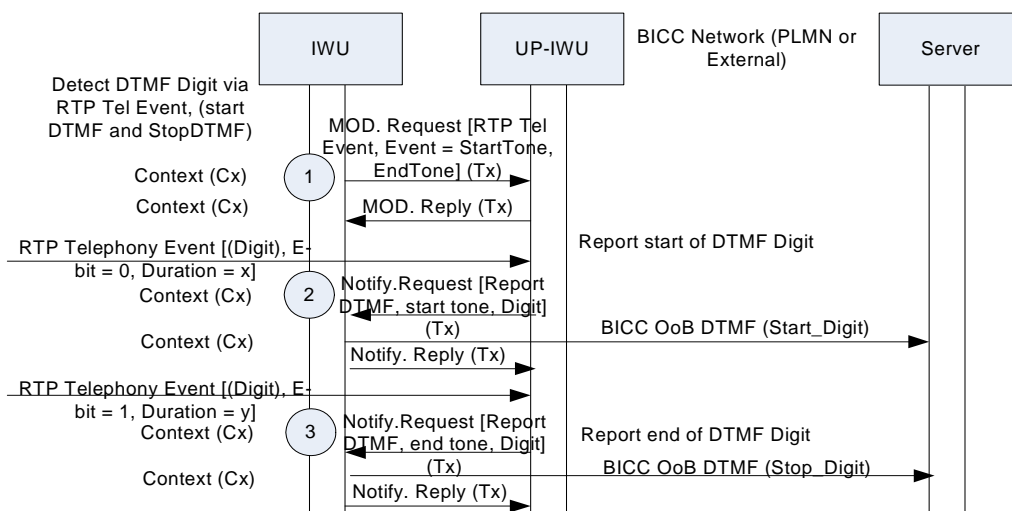 IWU
UP-IWU
BICC Network (PLMN or
External)
Server
Detect DTMF Digit via
RTP Tel Event, (start
DTMF and StopDTMF)
MOD. Request [RTP Tel
Event, Event = StartTone,
EndTone] (Tx)
Context (Cx)
1
Context (Cx)
MOD. Reply (Tx)
RTP Telephony Event [(Digit), E-
bit = 0, Duration = x]
Report start of DTMF Digit
Context (Cx)
2
Notify.Request [Report
DTMF, start tone, Digit]
(Tx)
Context (Cx)
BICC OoB DTMF (Start_Digit)
Notify. Reply (Tx)
RTP Telephony Event [(Digit), E-
bit = 1, Duration = y]
Context (Cx)
3
Notify.Request [Report
DTMF, end tone, Digit]
(Tx)
Report end of DTMF Digit
Context (Cx)
BICC OoB DTMF (Stop_Digit)
Notify. Reply (Tx)